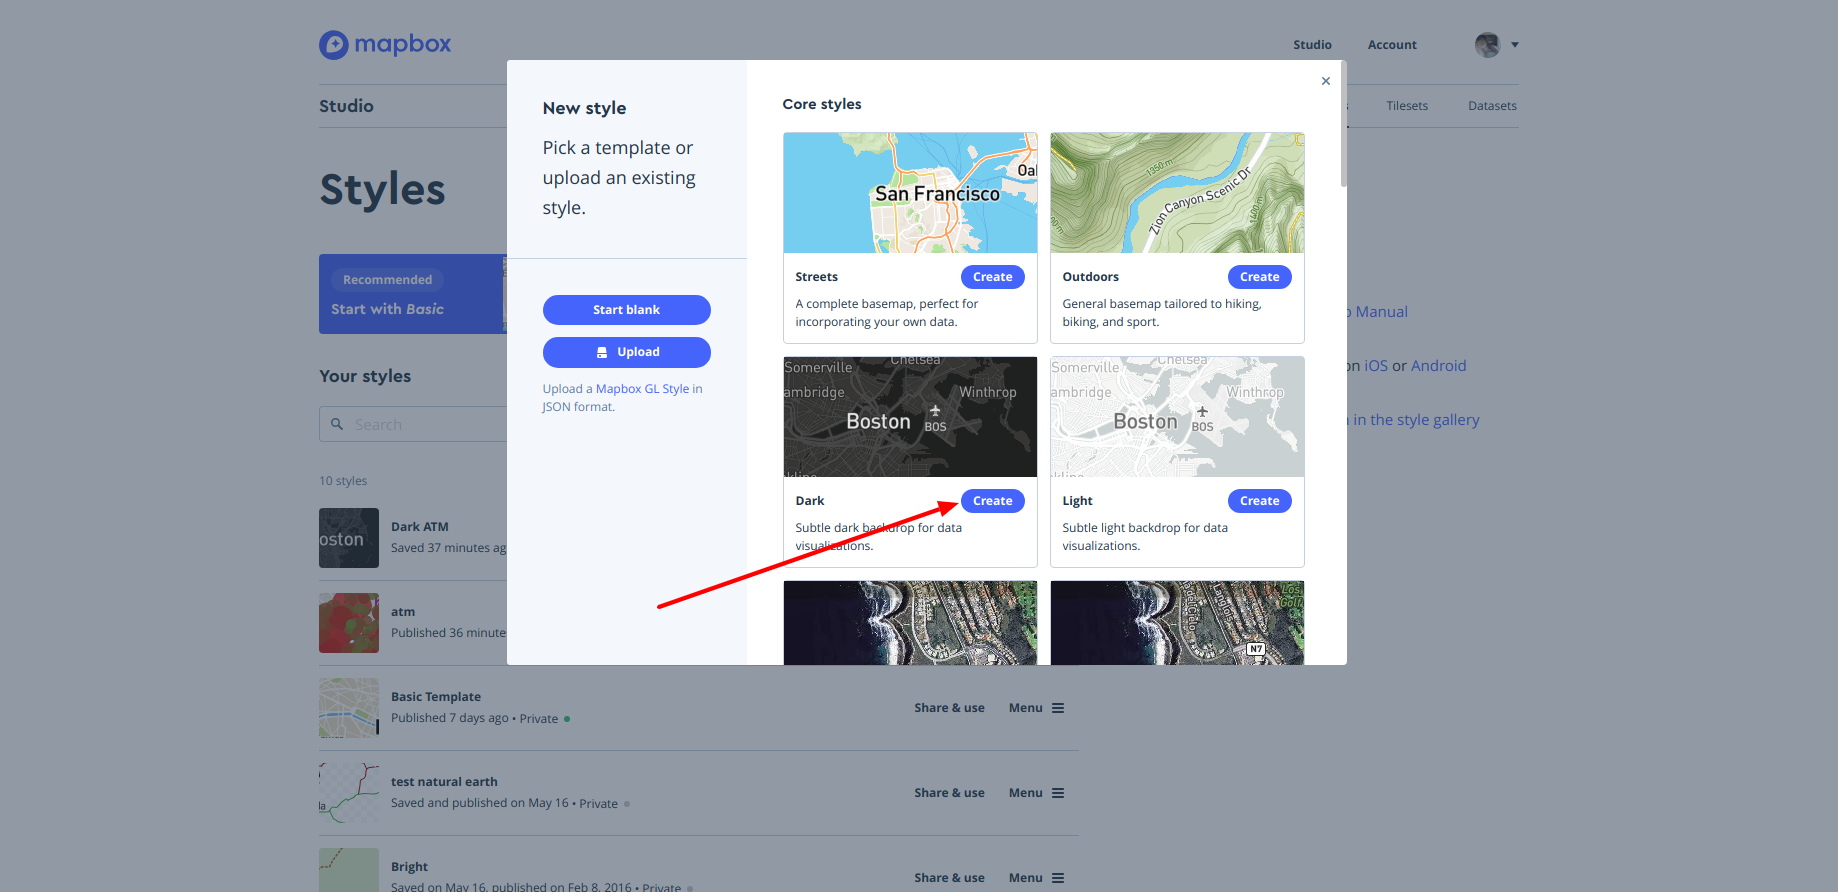 mapbox
Studio
Account
Studio
Tilesets
Datasets
Styles
Recommended
Start with Basic
Your styles
Search
10 styles
oston
Dark ATM
Saved 37 minutes ag
atm
Published 36 minute
Basic Template
Published 7 days ago • Private
Share & use
Menu
la
test natural earth
Saved and published on May 16 • Private
Share & use
Menu
Bright
Saved on May 16, published on Feb 8, 2016 • Private
Share & use
Menu
Manual
on iOS or Android
in the style gallery
New style
Pick a template or
upload an existing
style.
Start blank
Upload
Upload a Mapbox GL Style in
JSON format.
Core styles
×
San Francisco
Oal
Streets
Create
A complete basemap, perfect for
incorporating your own data.
1950 m
Zion Canyon Scenic Dr
1400 m
Outdoors
Create
General basemap tailored to hiking,
biking, and sport.
Chelsea
Somerville
ambridge
Winthrop
Boston
BOS
kline
Dark
Create
Subtle dark backdrop for data
visualizations.
Chelsea
Somerville
ambridge
Winthrop
Boston
BOS
kline
Light
Create
Subtle light backdrop for data
visualizations.
Los
Golf
N7